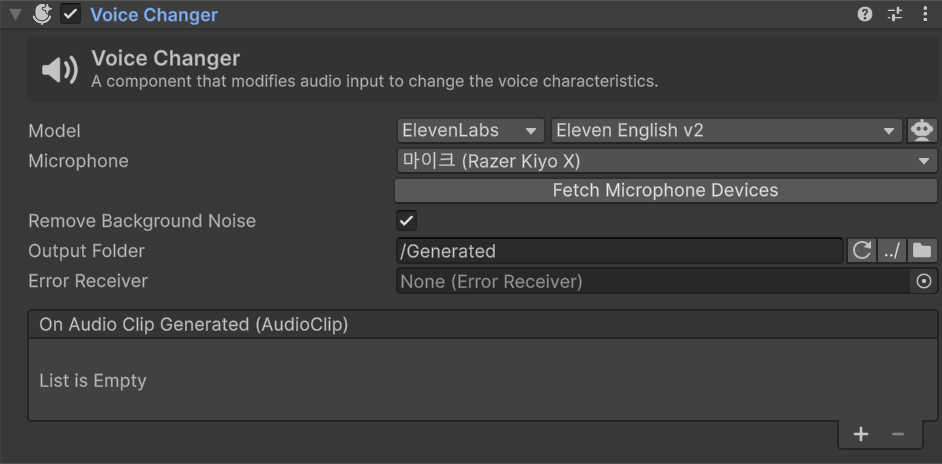 Voice Changer
Voice Changer
A component that modifies audio input to change the voice characteristics.
Model ElevenLabs Eleven English v2
Microphone 마이크 (Razer Kiyo X)
Fetch Microphone Devices
Remove Background Noise
Output Folder /Generated ../
Error Receiver None (Error Receiver)
On Audio Clip Generated (AudioClip)
List is Empty